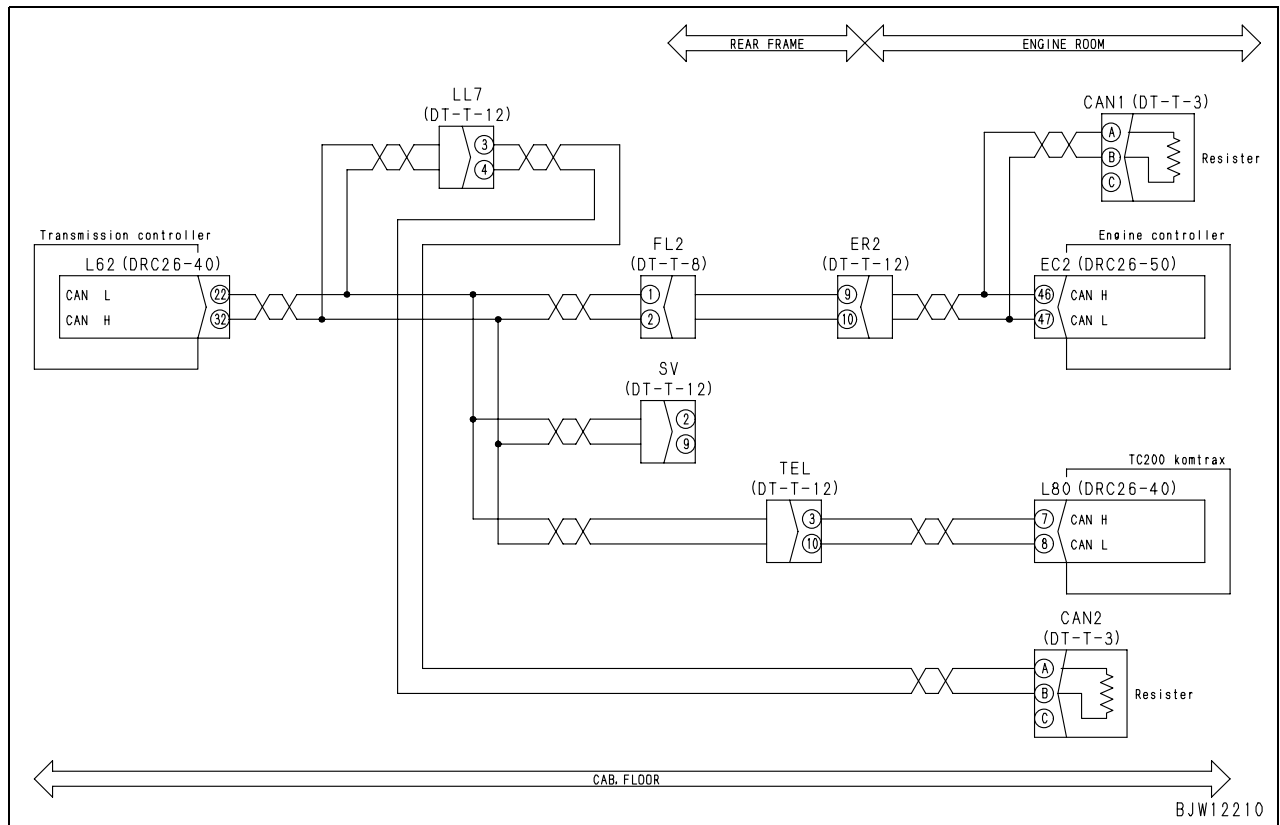 REAR FRAME
ENGINE ROOM
LL7
(DT-T-12)
3
4
CAN1 (DT-T-3)
A
B
C
Resister
Transmission controller
L62 (DRC26-40)
CAN L
22
CAN H
32
FL2
(DT-T-8)
1
2
ER2
(DT-T-12)
9
10
Engine controller
EC2 (DRC26-50)
46 CAN H
47 CAN L
SV
(DT-T-12)
2
9
TEL
(DT-T-12)
3
10
TC200 komtrax
L80 (DRC26-40)
7 CAN H
8 CAN L
CAN2
(DT-T-3)
A
B
C
Resister
CAB, FLOOR
BJW12210